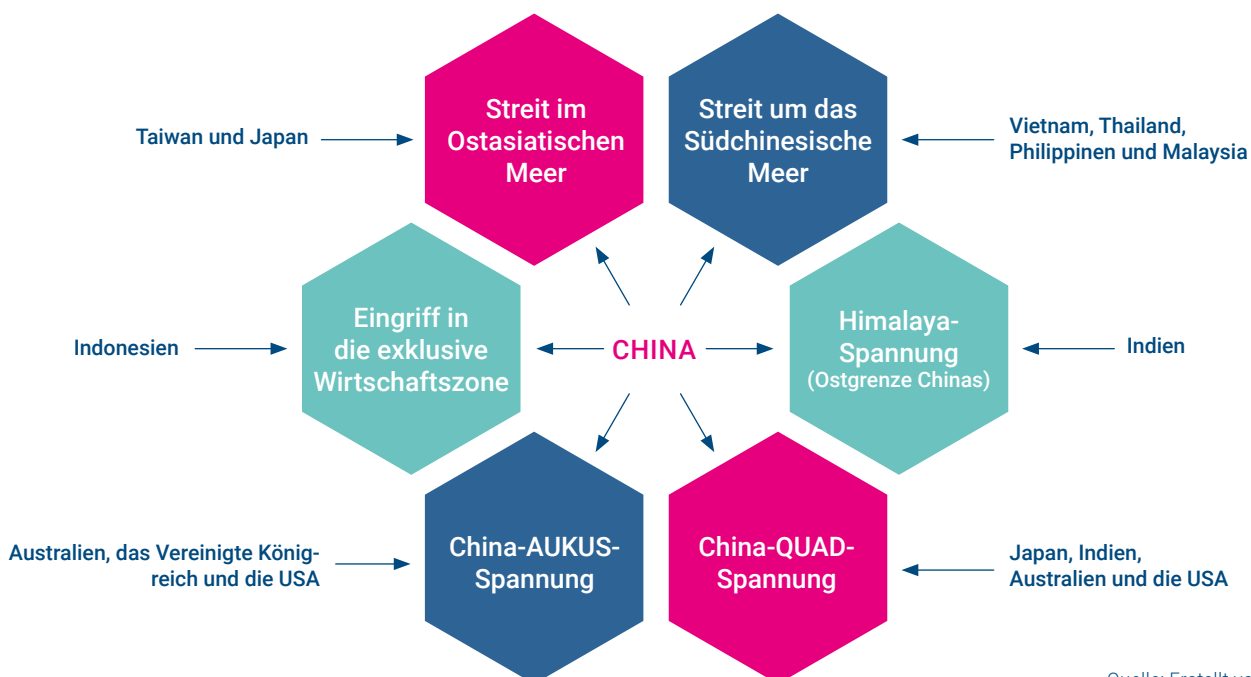 Streit im
Ostasiatischen
Meer
Streit um das
Südchinesische
Meer
Taiwan und Japan
Vietnam, Thailand,
Philippinen und Malaysia
Eingriff in
die exklusive
Wirtschaftszone
Himalaya-
Spannung
(Ostgrenze Chinas)
Indonesien
CHINA
Indien
China-AUKUS-
Spannung
China-QUAD-
Spannung
Australien, das Vereinigte König-
reich und die USA
Japan, Indien,
Australien und die USA
Quelle: Erstellt